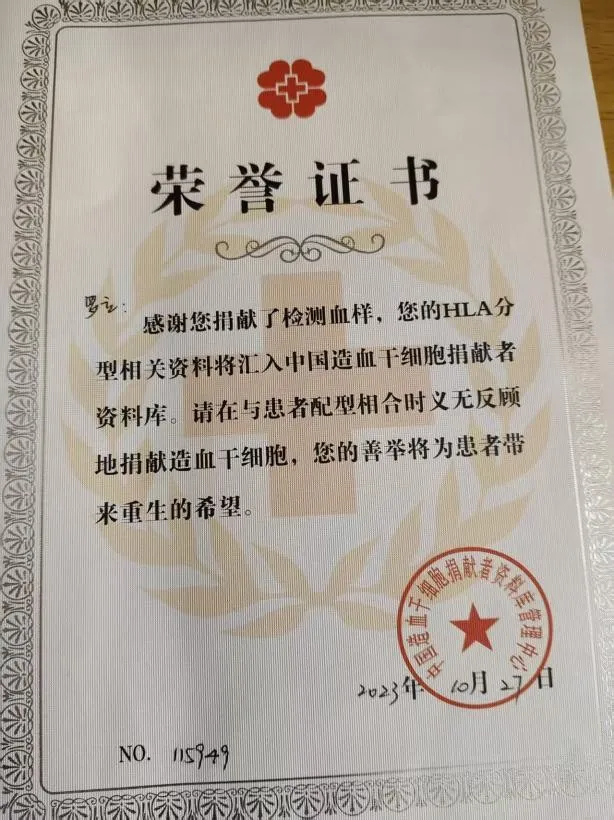 荣誉证书
罗立:
感谢您捐献了检测血样，您的HLA分
型相关资料将汇入中国造血干细胞捐献者
资料库。请在与患者配型相合时义无反顾
地捐献造血干细胞，您的善举将为患者带
来重生的希望。
中国造血干细胞捐献者资料库管理中心
2023年10月27日
NO. 115949